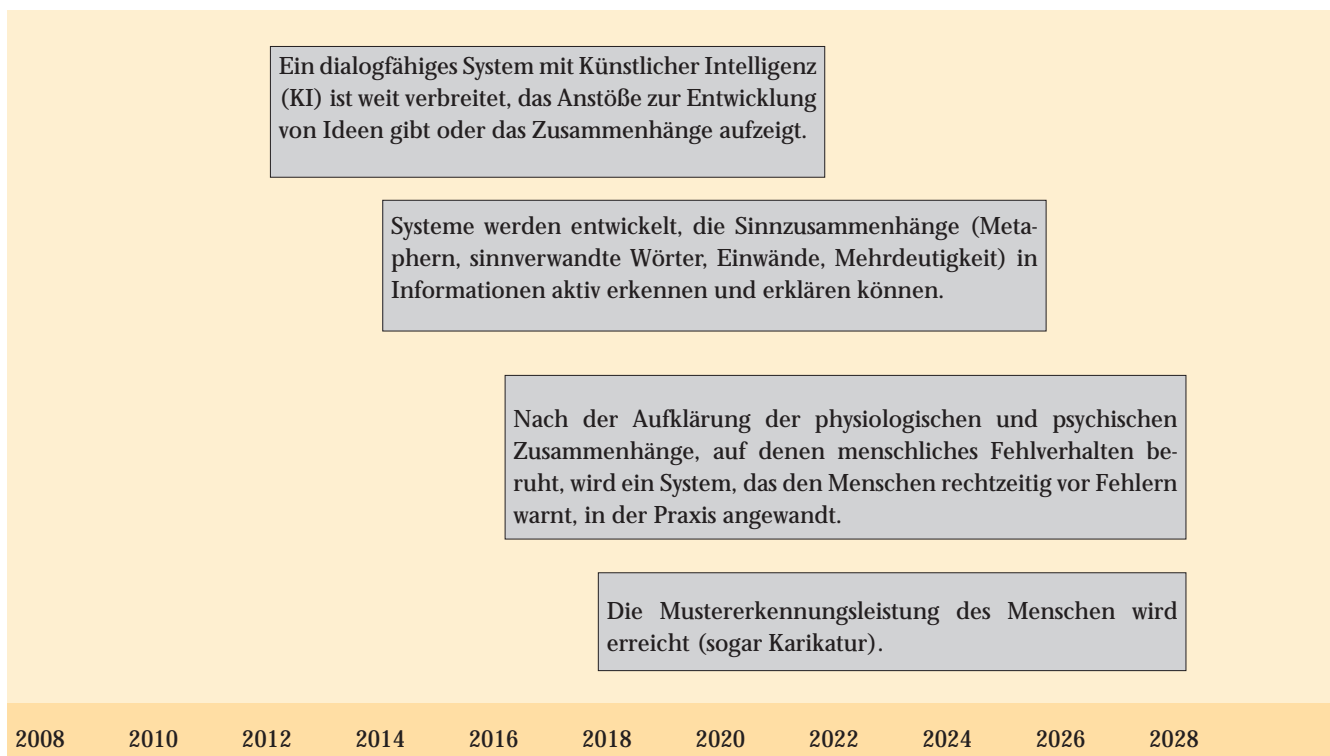 Ein dialogfähiges System mit Künstlicher Intelligenz
(KI) ist weit verbreitet, das Anstöße zur Entwicklung
von Ideen gibt oder das Zusammenhänge aufzeigt.
Systeme werden entwickelt, die Sinnzusammenhänge (Meta-
phern, sinnverwandte Wörter, Einwände, Mehrdeutigkeit) in
Informationen aktiv erkennen und erklären können.
Nach der Aufklärung der physiologischen und psychischen
Zusammenhänge, auf denen menschliches Fehlverhalten be-
ruht, wird ein System, das den Menschen rechtzeitig vor Fehlern
warnt, in der Praxis angewandt.
Die Mustererkennungsleistung des Menschen wird
erreicht (sogar Karikatur).
2008 2010 2012 2014 2016 2018 2020 2022 2024 2026 2028